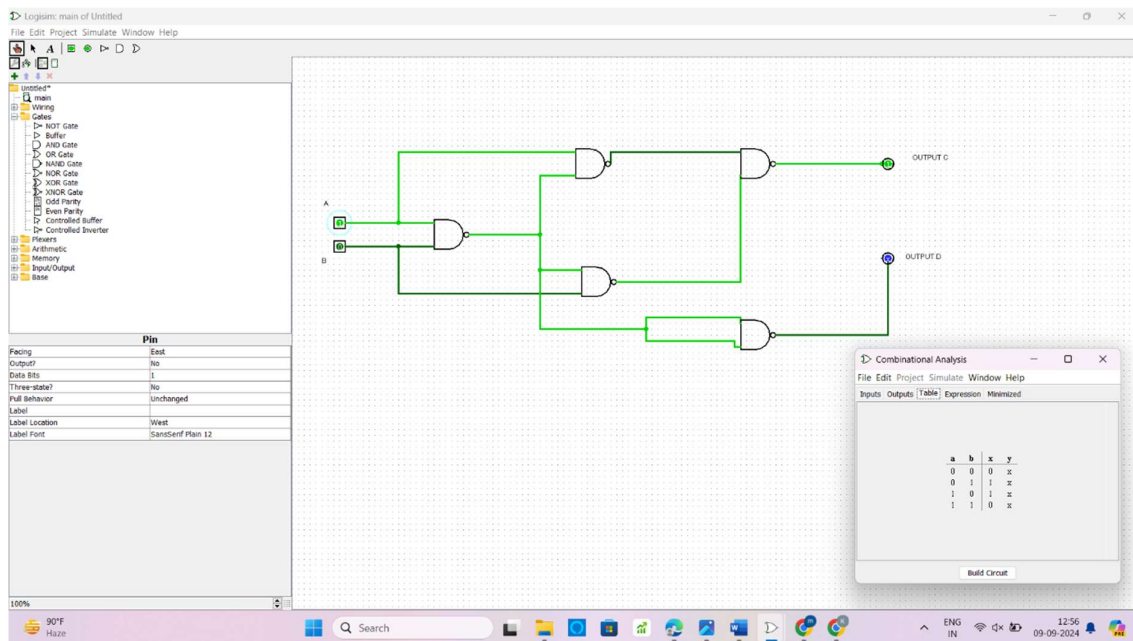 Logisim: main of Untitled
File Edit Project Simulate Window Help
A
Untitled*
main
Wiring
Gates
NOT Gate
Buffer
AND Gate
OR Gate
NAND Gate
NOR Gate
XOR Gate
XNOR Gate
Odd Parity
Even Parity
Controlled Buffer
Controlled Inverter
Plexers
Arithmetic
Memory
Input/Output
Base
Pin
Facing East
Output? No
Data Bits 1
Three-state? No
Pull Behavior Unchanged
Label
Label Location West
Label Font SansSerif Plain 12
100%
A
B
OUTPUT C
OUTPUT D
Combinational Analysis
File Edit Project Simulate Window Help
Inputs Outputs Table Expression Minimized
a b x y
0 0 0 x
0 1 1 x
1 0 1 x
1 1 0 x
Build Circuit
90°F
Haze
Search
ENG
IN
12:56
09-09-2024